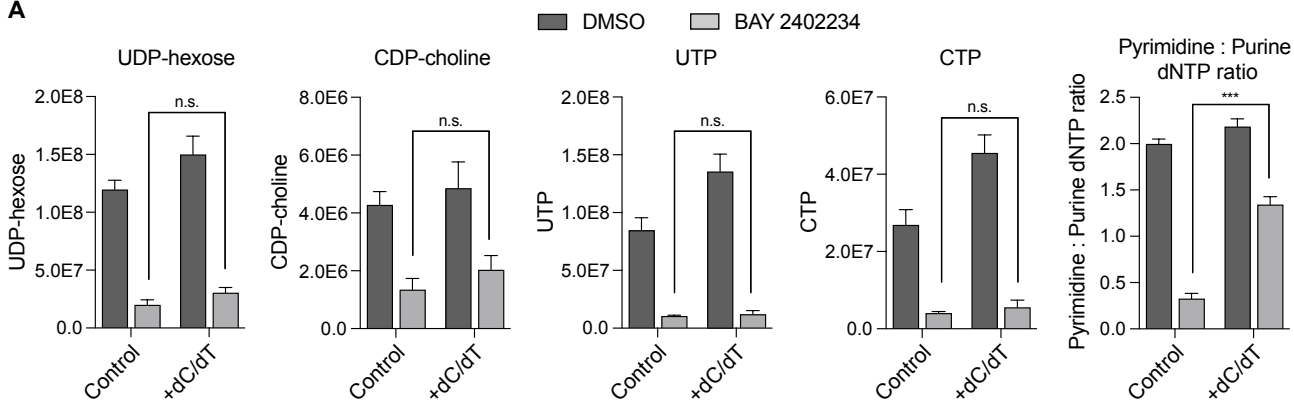 A
DMSO BAY 2402234
UDP-hexose
UDP-hexose
2.0E8
1.5E8
1.0E8
5.0E7
0.0
n.s.
Control
+dC/dT
CDP-choline
CDP-choline
8.0E6
6.0E6
4.0E6
2.0E6
0.0
n.s.
Control
+dC/dT
UTP
UTP
2.0E8
1.5E8
1.0E8
5.0E7
0.0
n.s.
Control
+dC/dT
CTP
CTP
6.0E7
4.0E7
2.0E7
0.0
n.s.
Control
+dC/dT
Pyrimidine : Purine
dNTP ratio
Pyrimidine : Purine dNTP ratio
2.5
2.0
1.5
1.0
0.5
0.0
***
Control
+dC/dT